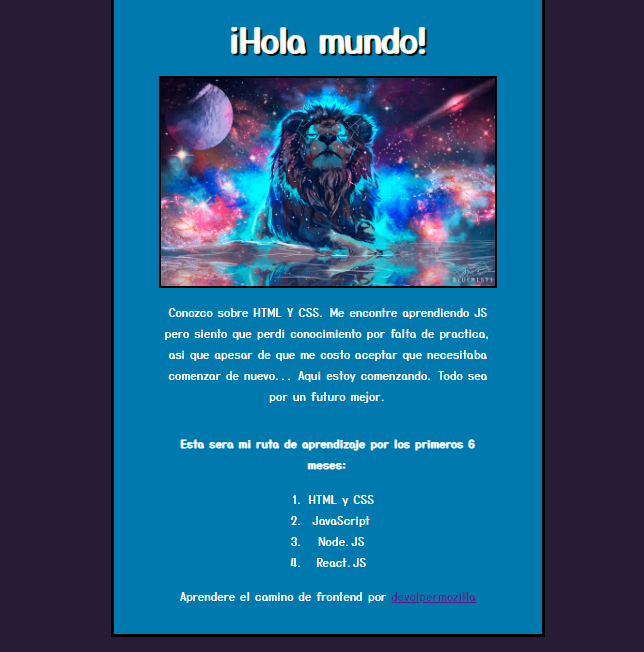 ¡Hola mundo!
Conozco sobre HTML Y CSS. Me encontre aprendiendo JS
pero siento que perdi conocimiento por falta de practica,
asi que apesar de que me costo aceptar que necesitaba
comenzar de nuevo... Aqui estoy comenzando. Todo sea
por un futuro mejor.
Esta sera mi ruta de aprendizaje por los primeros 6
meses:
1. HTML y CSS
2. JavaScript
3. Node.JS
4. React.JS
Aprendere el camino de frontend por devolpermozilla